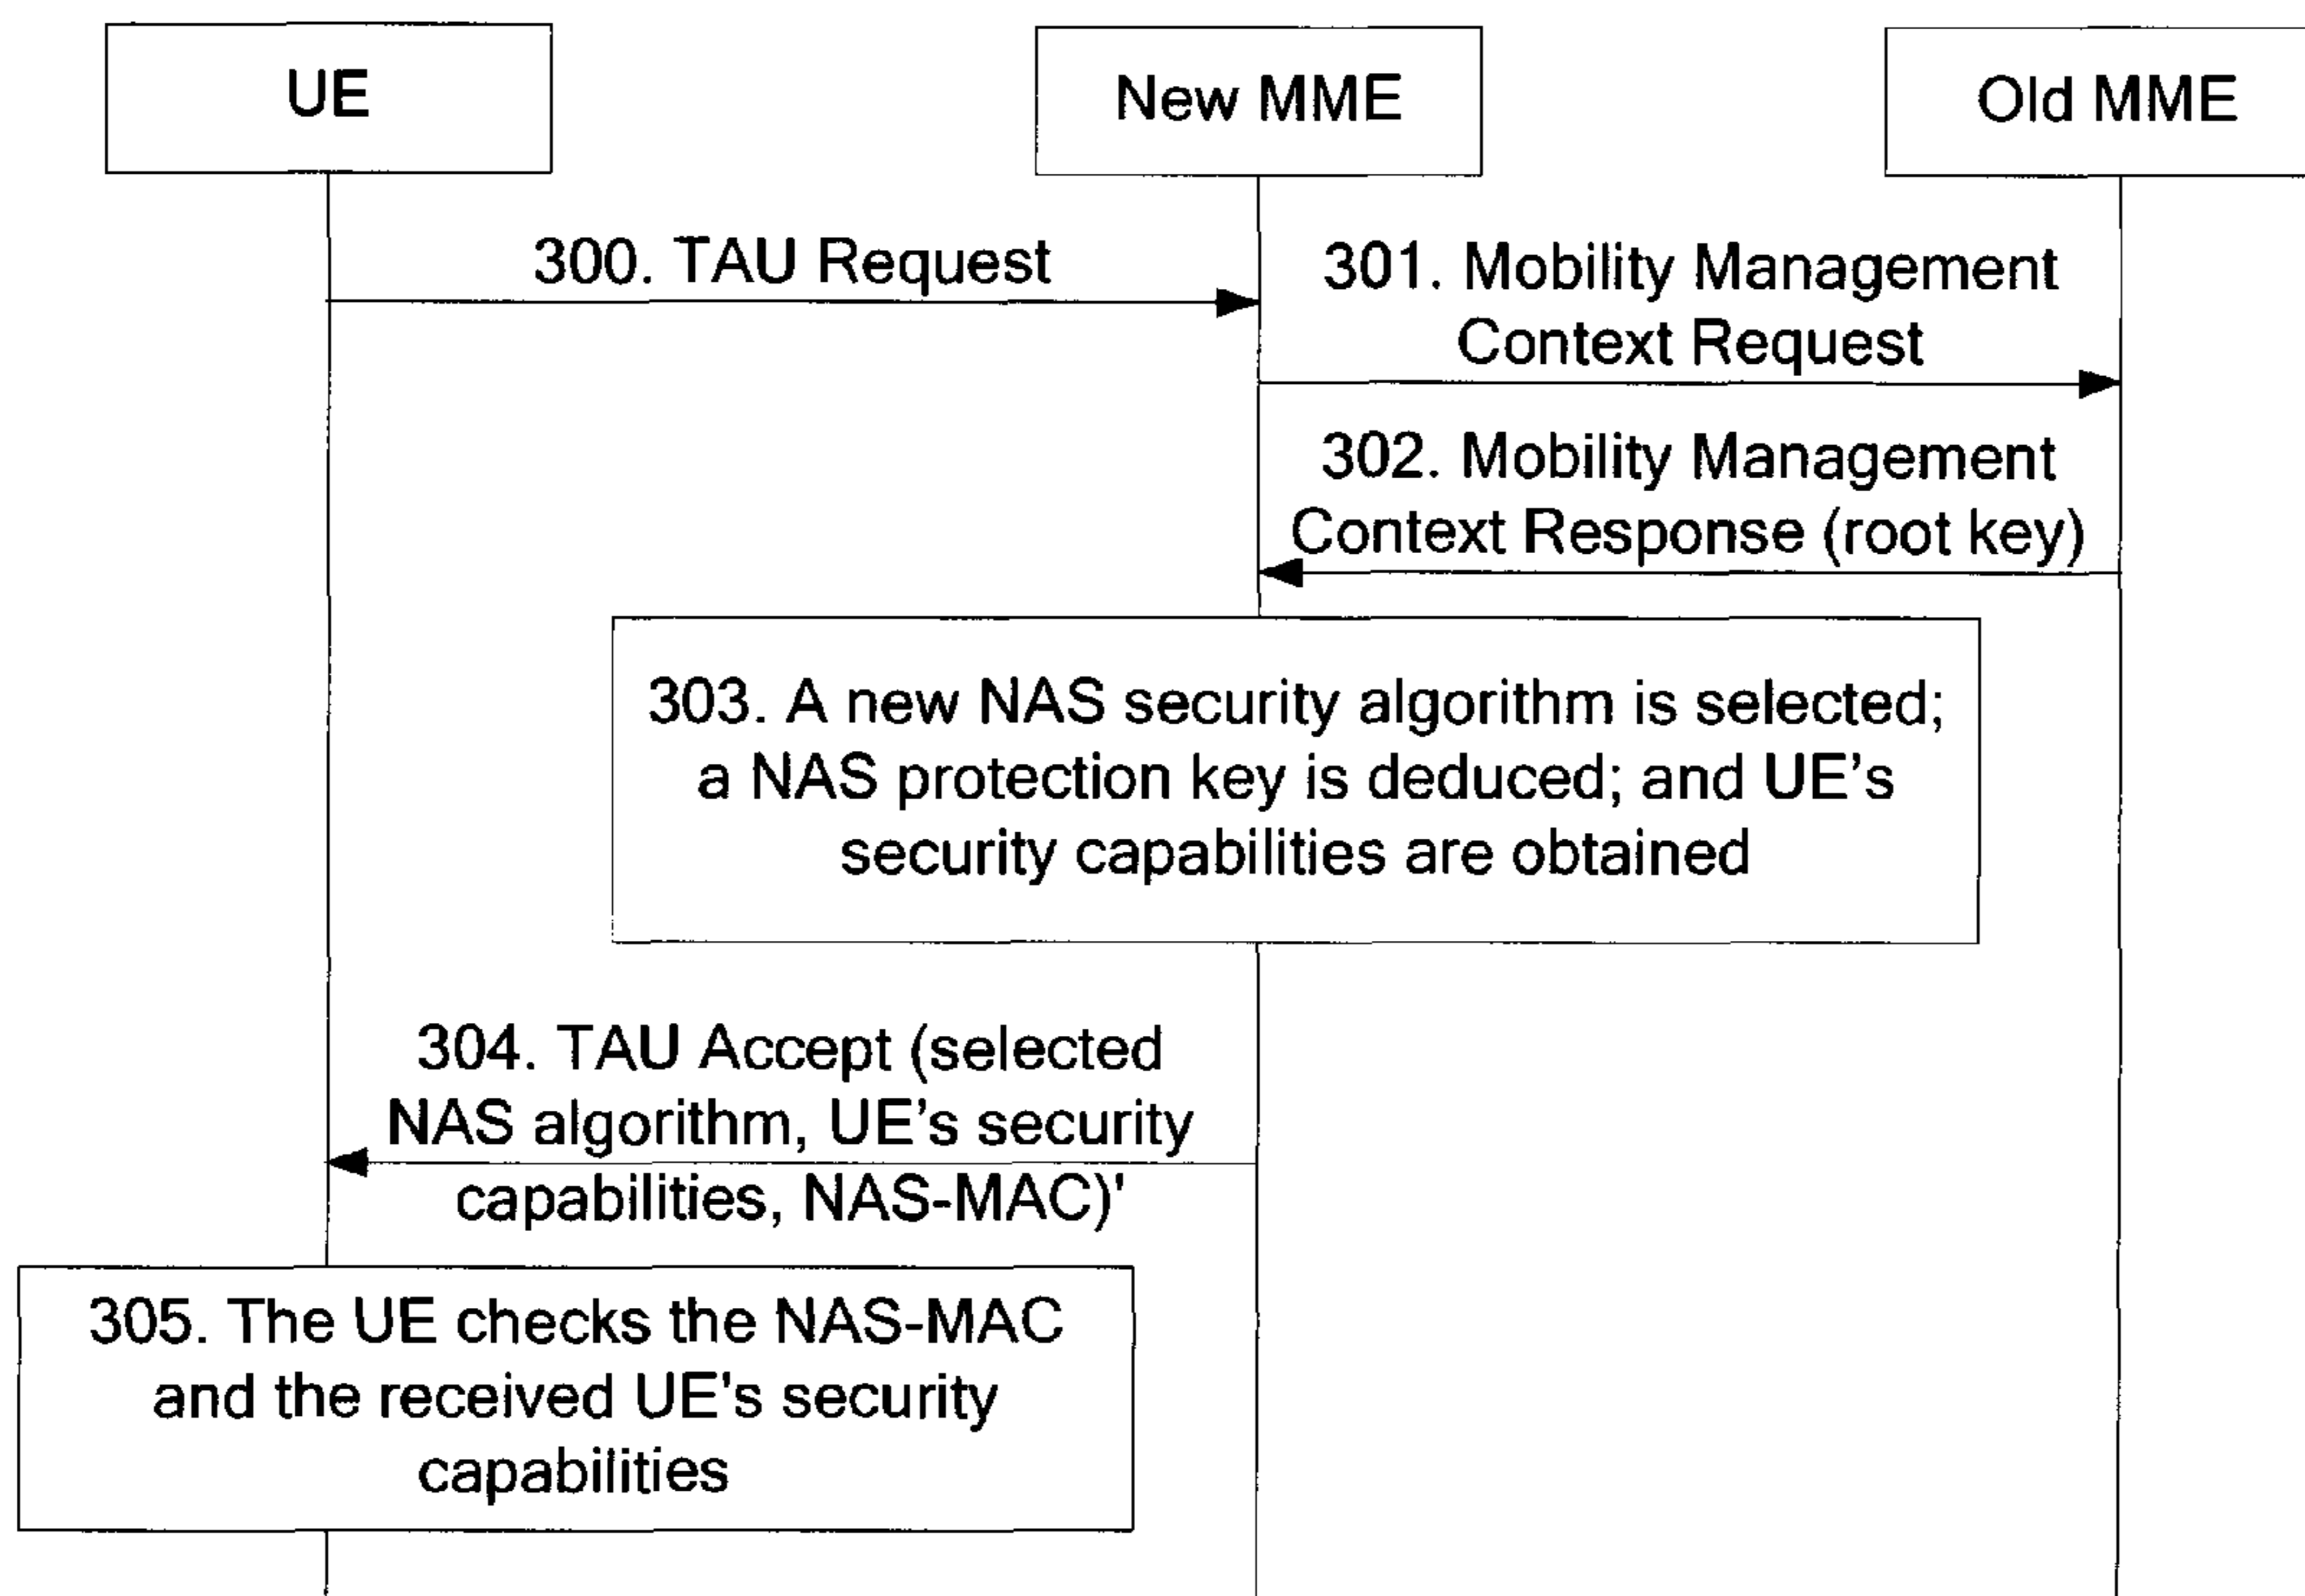 UE
New MME
Old MME
300. TAU Request
301. Mobility Management
Context Request
302. Mobility Management
Context Response (root key)
303. A new NAS security algorithm is selected;
a NAS protection key is deduced; and UE's
security capabilities are obtained
304. TAU Accept (selected
NAS algorithm, UE's security
capabilities, NAS-MAC)'
305. The UE checks the NAS-MAC
and the received UE's security
capabilities